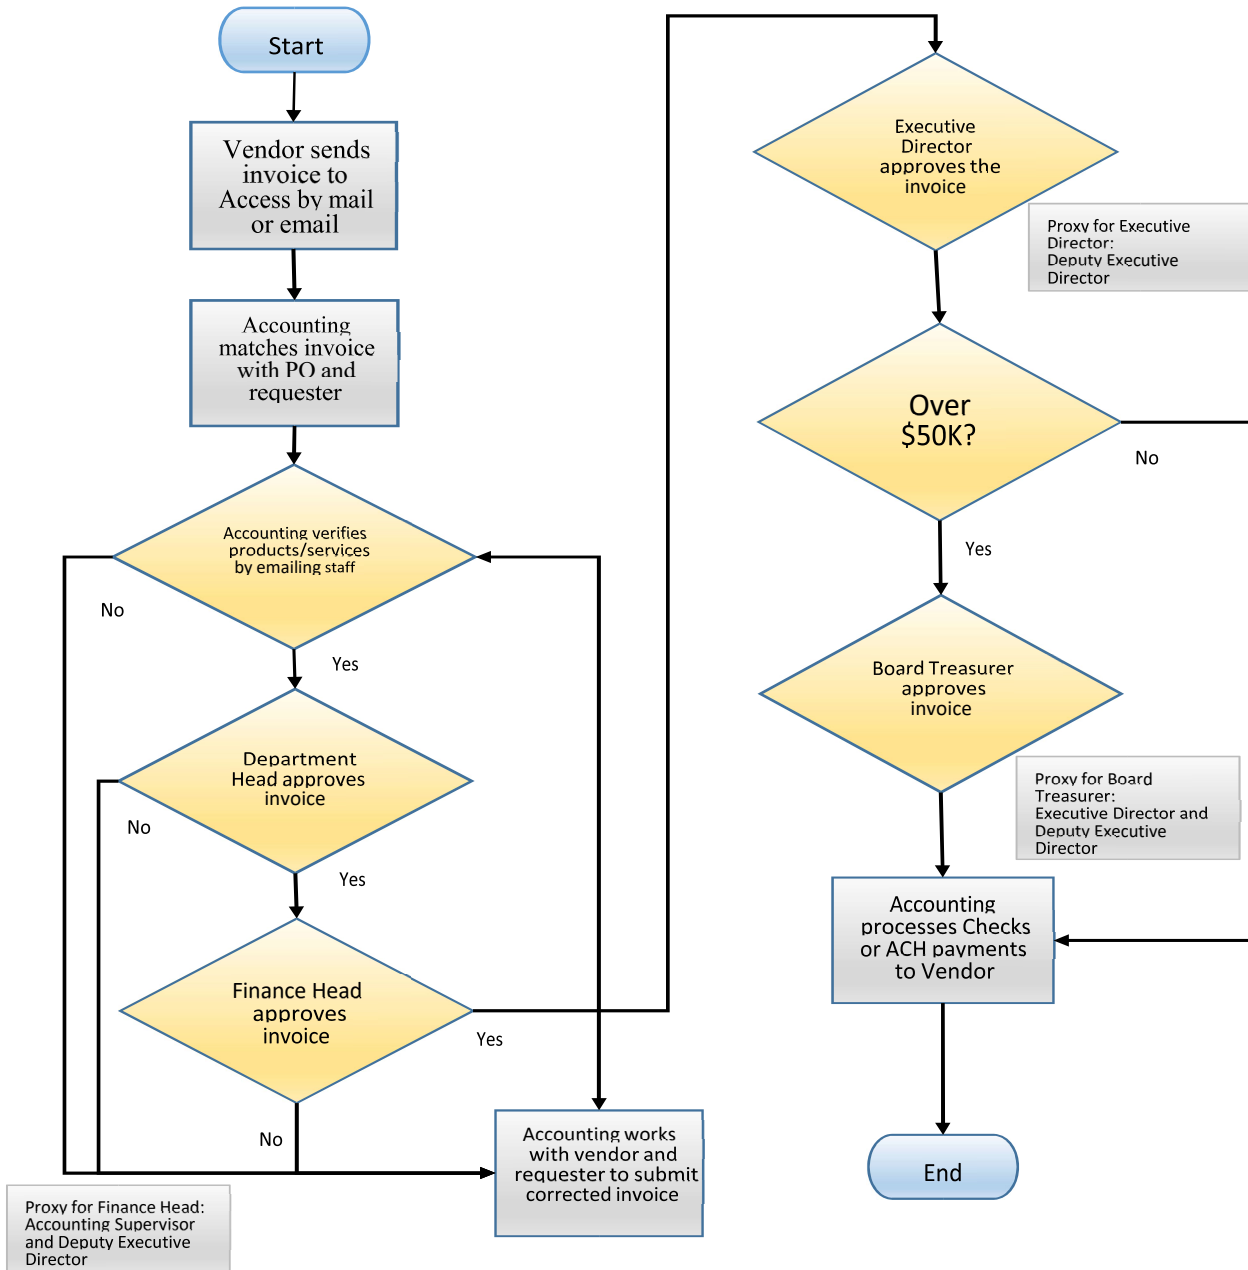 Start
Vendor sends
invoice to
Access by mail
or email
Accounting
matches invoice
with PO and
requester
Accounting verifies
products/services
by emailing staff
No
Yes
Department
Head approves
invoice
No
Yes
Finance Head
approves
invoice
Yes
No
Accounting works
with vendor and
requester to submit
corrected invoice
Proxy for Finance Head:
Accounting Supervisor
and Deputy Executive
Director
Executive
Director
approves the
invoice
Proxy for Executive
Director:
Deputy Executive
Director
Over
$50K?
No
Yes
Board Treasurer
approves
invoice
Proxy for Board
Treasurer:
Executive Director and
Deputy Executive
Director
Accounting
processes Checks
or ACH payments
to Vendor
End